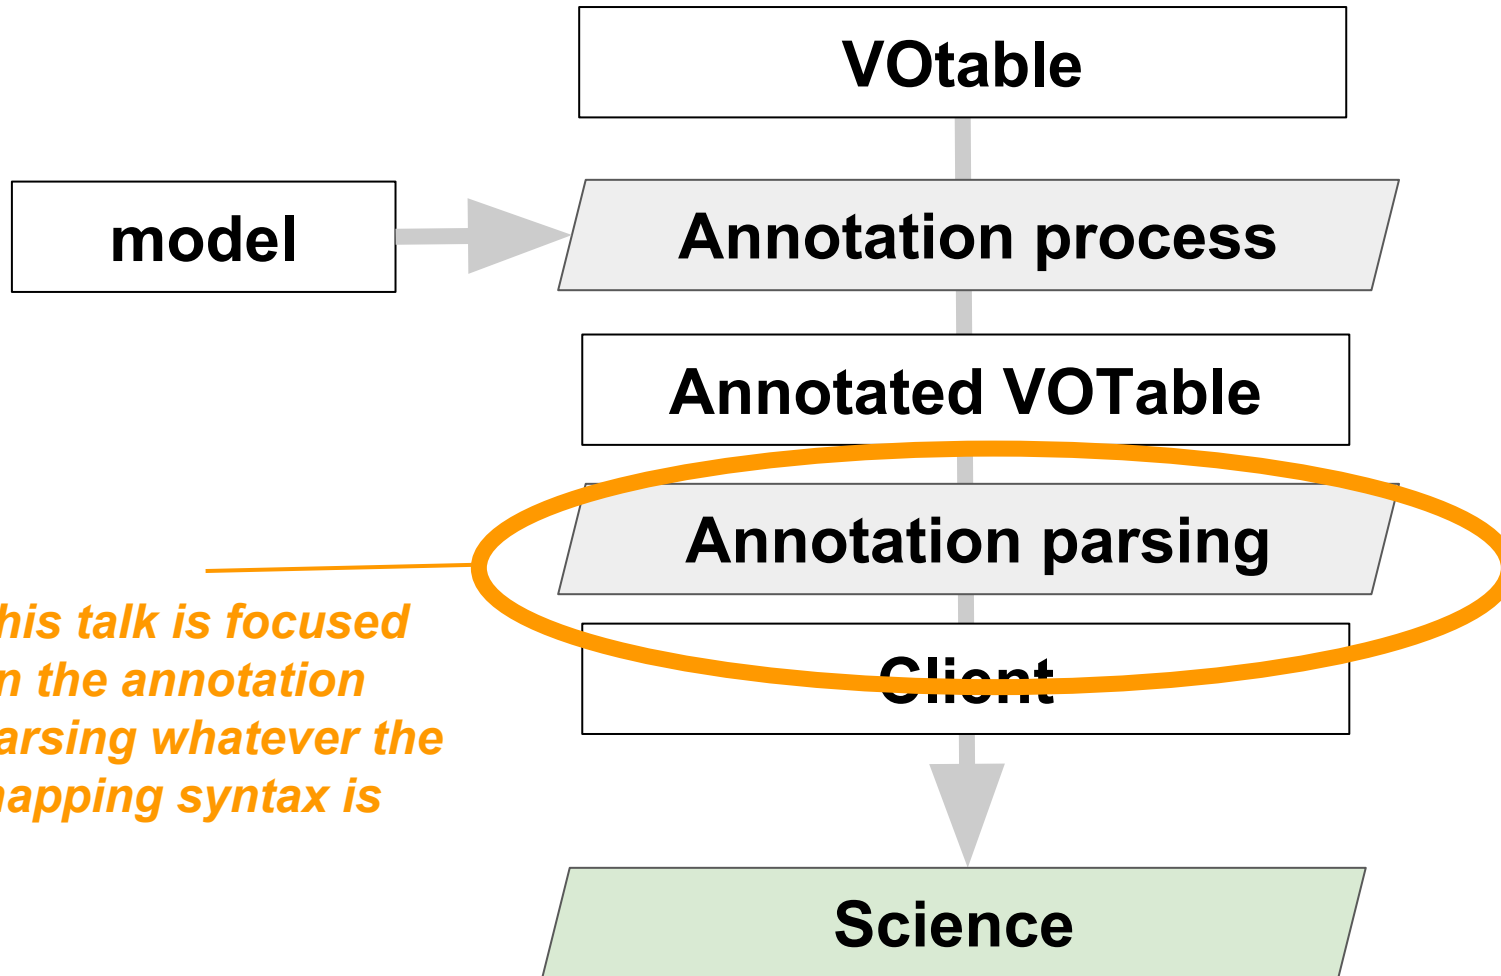 VOtable
model
Annotation process
Annotated VOTable
Annotation parsing
his talk is focused
n the annotation
arsing whatever the
napping syntax is
Client
Science